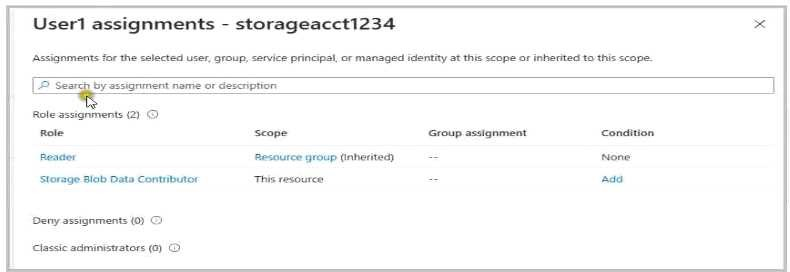 User1 assignments - storageacct1234
Assignments for the selected user, group, service principal, or managed identity at this scope or inherited to this scope.
Search by assignment name or description
Role assignments (2)
Role Scope Group assignment Condition
Reader Resource group (Inherited) -- None
Storage Blob Data Contributor This resource -- Add
Deny assignments (0)
Classic administrators (0)